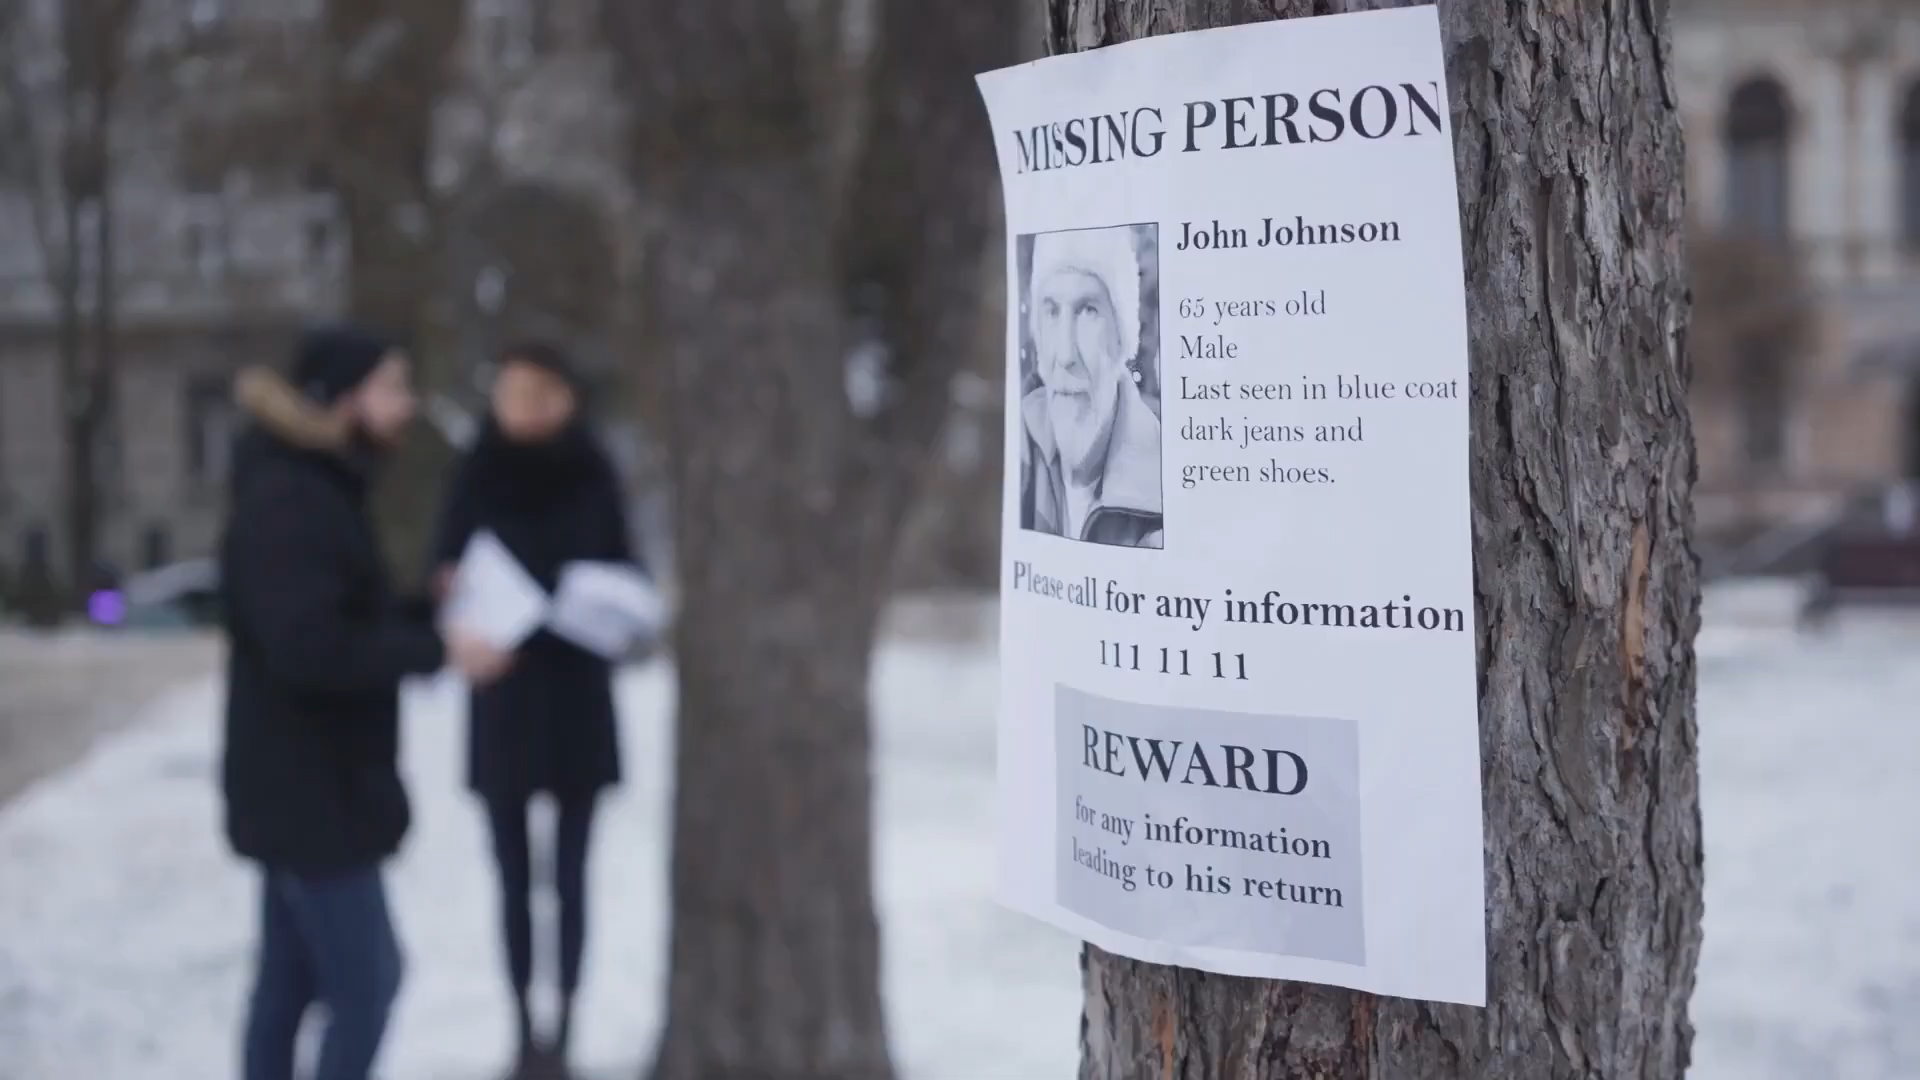 MISSING PERSON
John Johnson
65 years old
Male
Last seen in blue coat
dark jeans and
green shoes.
Please call for any information
111 11 11
REWARD
for any information
leading to his return